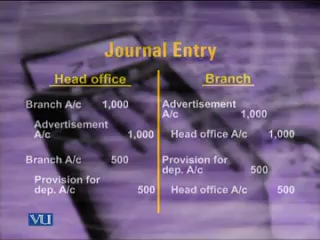 Journal Entry
Head office
Branch A/c 1,000
Advertisement
A/c 1,000
Branch A/c 500
Provision for
dep. A/c 500
Branch
Advertisement
A/c 1,000
Head office A/c 1,000
Provision for
dep. A/c 500
Head office A/c 500
VU